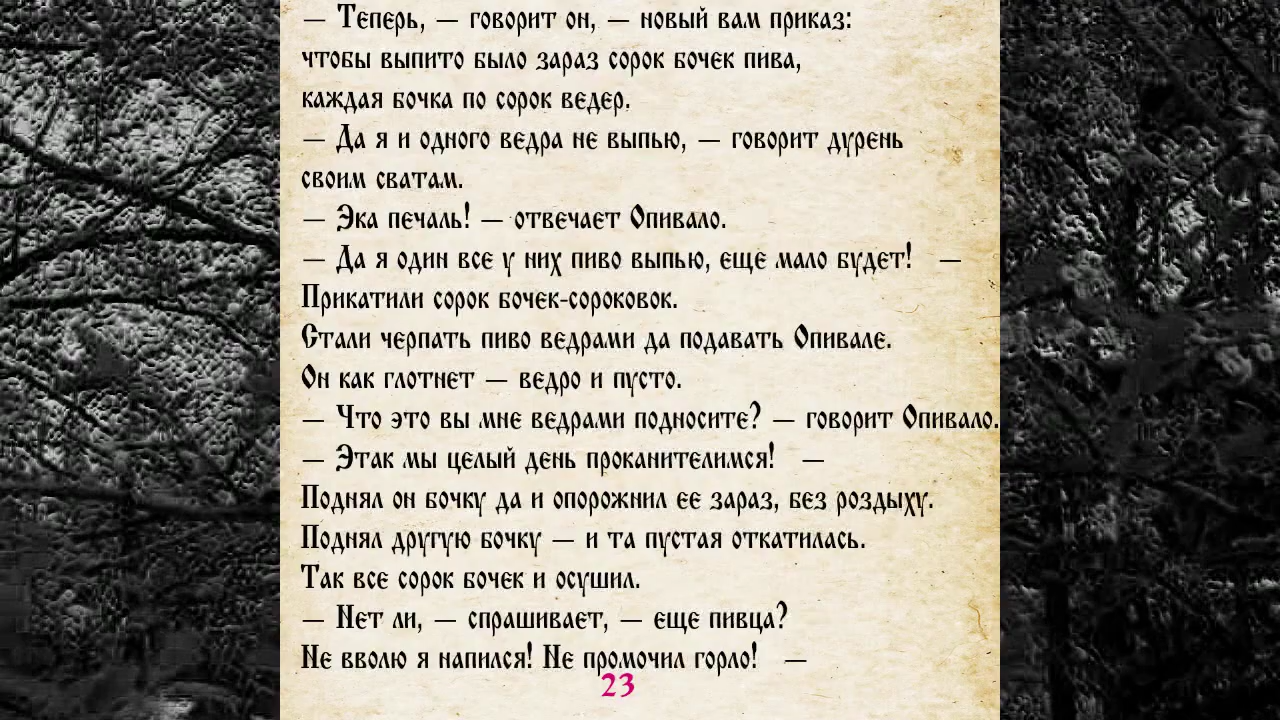 — Теперь, — говорит он, — новый вам приказ:
чтобы выпито было зараз сорок бочек пива,
каждая бочка по сорок ведер.
— Да я и одного ведра не выпью, — говорит дурень
своим сватам.
— Эка печаль! — отвечает Опивало.
— Да я один все у них пиво выпью, еще мало будет! —
Прикатили сорок бочек-сороковок.
Стали черпать пиво ведрами да подавать Опивале.
Он как глотнет — ведро и пусто.
— Что это вы мне ведрами подносите? — говорит Опивало.
— Этак мы целый день проканителимся! —
Поднял он бочку да и опорожнил ее зараз, без роздыху.
Поднял другую бочку — и та пустая откатилась.
Так все сорок бочек и осушил.
— Нет ли, — спрашивает, — еще пивца?
Не вволю я напился! Не промочил горло! —
23